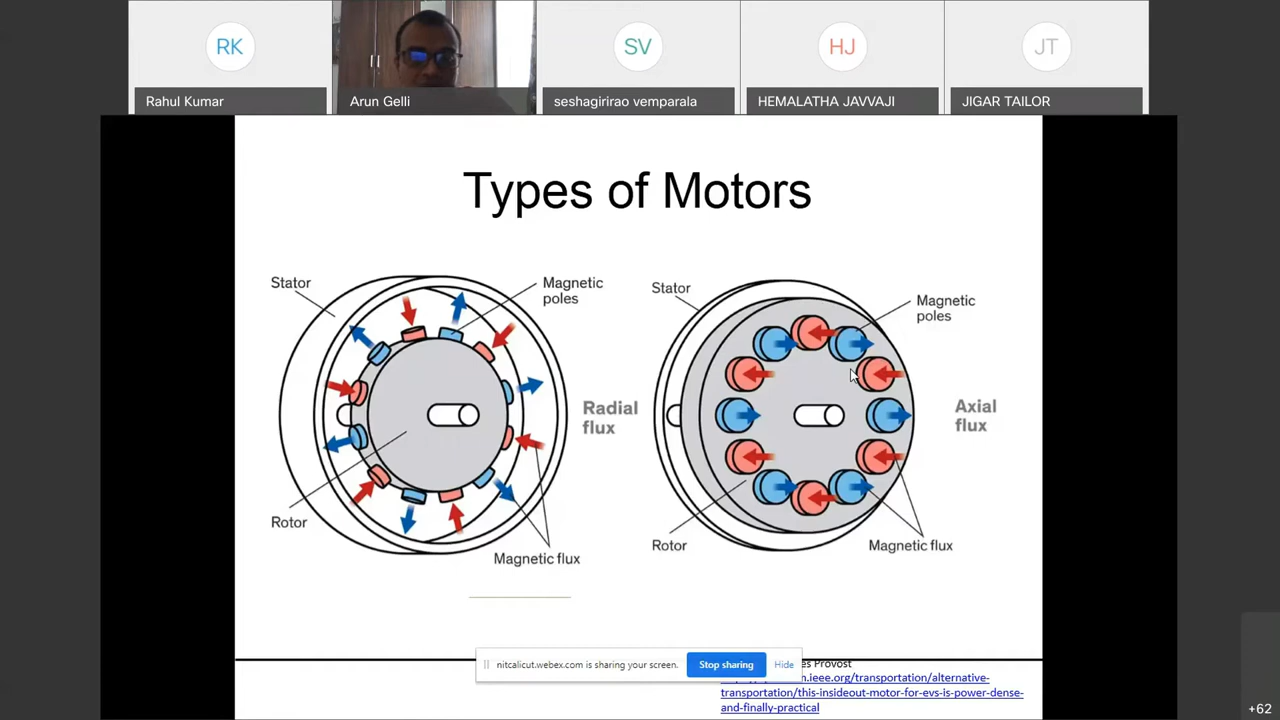 RK
SV
HJ
JT
Rahul Kumar
Arun Gelli
seshagirirao vemparala
HEMALATHA JAVVAJI
JIGAR TAILOR
Types of Motors
Stator
Magnetic
poles
Radial
flux
Rotor
Magnetic flux
Stator
Magnetic
poles
Axial
flux
Rotor
Magnetic flux
nitcalicut.webex.com is sharing your screen.
Stop sharing
Hide
Provost
.ieee.org/transportation/alternative-
transportation/this-insideout-motor-for-evs-is-power-dense-
and-finally-practical
+62